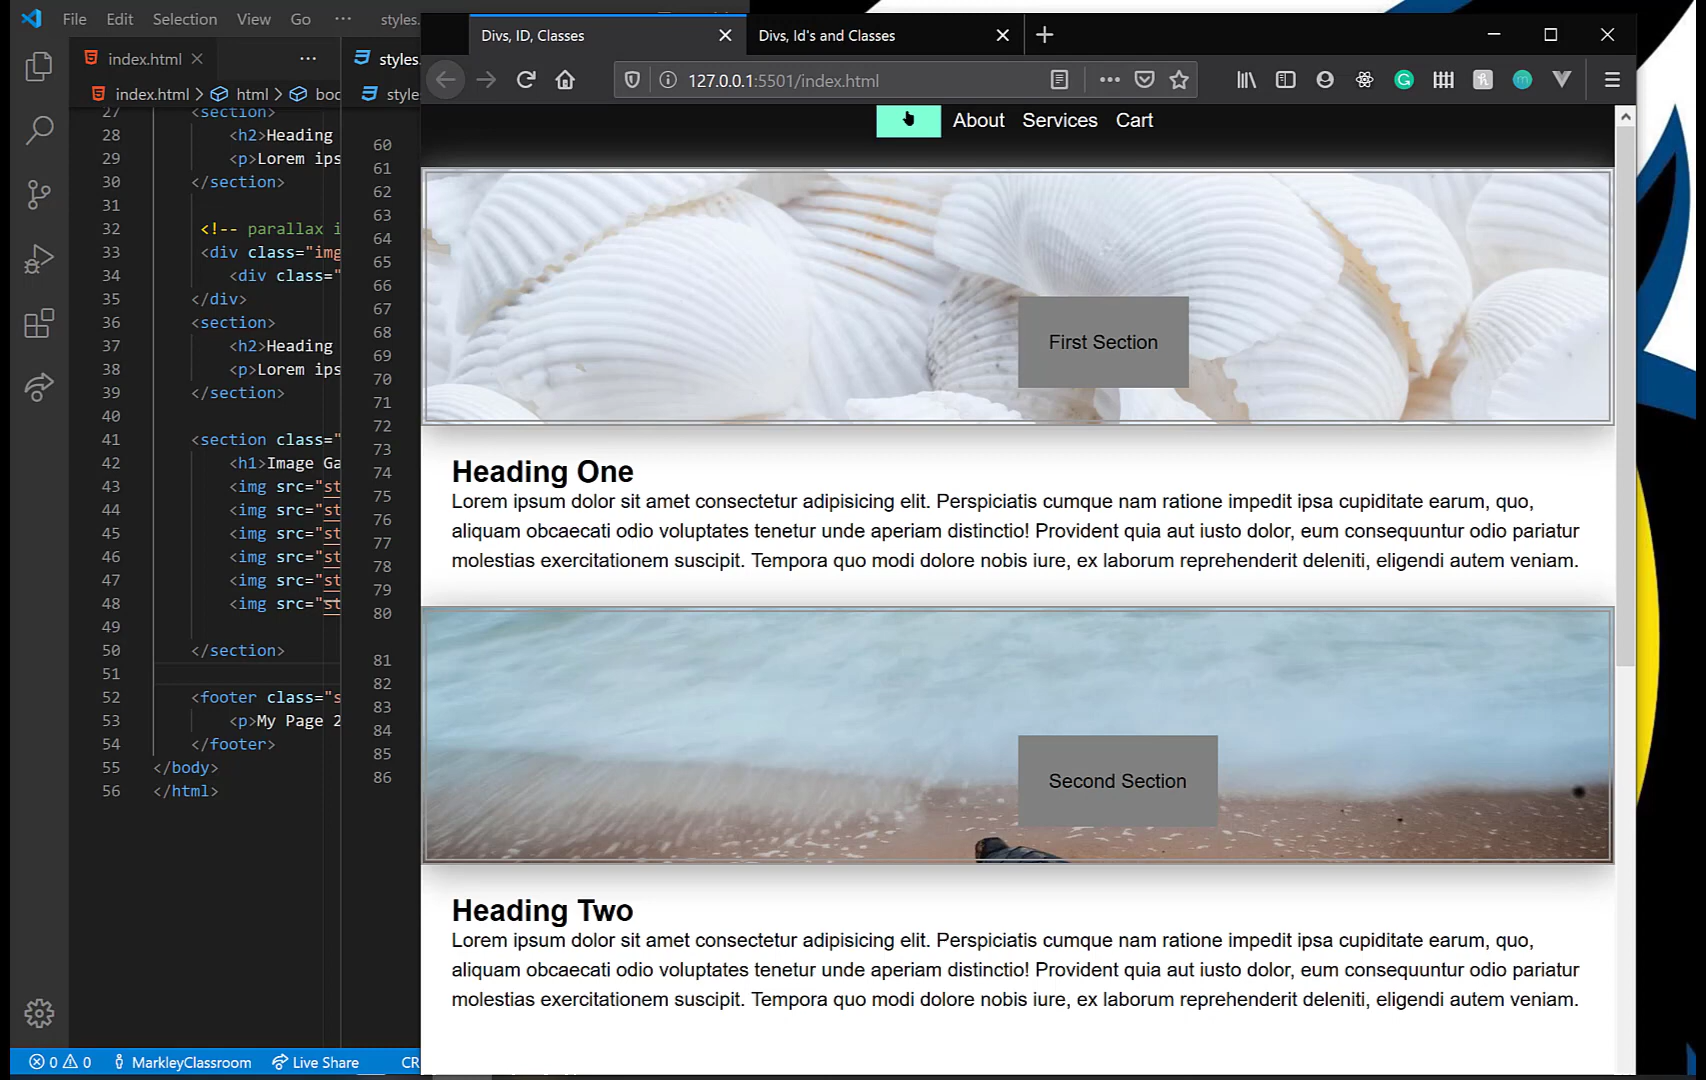 File Edit Selection View Go ··· styles.
index.html
···
styles.
index.html > html > boc
style
27 <section>
28 <h2>Heading
29 <p>Lorem ips
30 </section>
31
32 <!-- parallax i
33 <div class="img
34 <div class="
35 </div>
36 <section>
37 <h2>Heading
38 <p>Lorem ips
39 </section>
40
41 <section class="
42 <h1>Image Ga
43 <img src="st
44 <img src="st
45 <img src="st
46 <img src="st
47 <img src="st
48 <img src="st
49
50 </section>
51
52 <footer class="s
53 <p>My Page 2
54 </footer>
55 </body>
56 </html>
60
61
62
63
64
65
66
67
68
69
70
71
72
73
74
75
76
77
78
79
80
81
82
83
84
85
86
0 0 MarkleyClassroom Live Share CR
Divs, ID, Classes
Divs, Id's and Classes
127.0.0.1:5501/index.html
About Services Cart
First Section
Heading One
Lorem ipsum dolor sit amet consectetur adipisicing elit. Perspiciatis cumque nam ratione impedit ipsa cupiditate earum, quo,
aliquam obcaecati odio voluptates tenetur unde aperiam distinctio! Provident quia aut iusto dolor, eum consequuntur odio pariatur
molestias exercitationem suscipit. Tempora quo modi dolore nobis iure, ex laborum reprehenderit deleniti, eligendi autem veniam.
Second Section
Heading Two
Lorem ipsum dolor sit amet consectetur adipisicing elit. Perspiciatis cumque nam ratione impedit ipsa cupiditate earum, quo,
aliquam obcaecati odio voluptates tenetur unde aperiam distinctio! Provident quia aut iusto dolor, eum consequuntur odio pariatur
molestias exercitationem suscipit. Tempora quo modi dolore nobis iure, ex laborum reprehenderit deleniti, eligendi autem veniam.